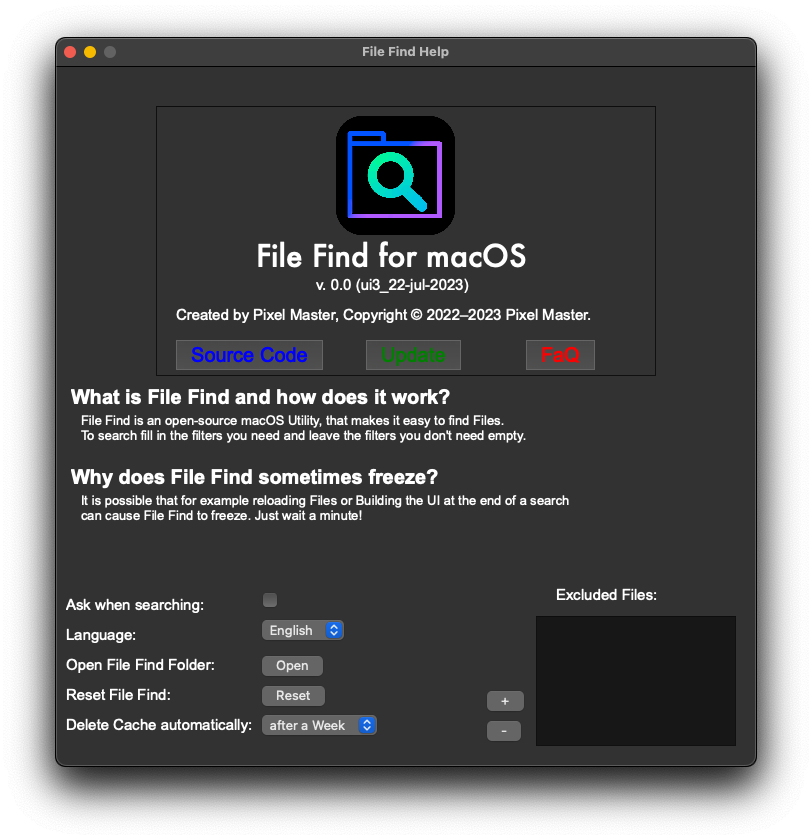 File Find Help
File Find for macOS
v. 0.0 (ui3_22-jul-2023)
Created by Pixel Master, Copyright © 2022–2023 Pixel Master.
Source Code Update FaQ
What is File Find and how does it work?
File Find is an open-source macOS Utility, that makes it easy to find Files.
To search fill in the filters you need and leave the filters you don't need empty.
Why does File Find sometimes freeze?
It is possible that for example reloading Files or Building the UI at the end of a search
can cause File Find to freeze. Just wait a minute!
Excluded Files:
Ask when searching:
Language: English
Open File Find Folder: Open
Reset File Find: Reset
+
Delete Cache automatically: after a Week
-